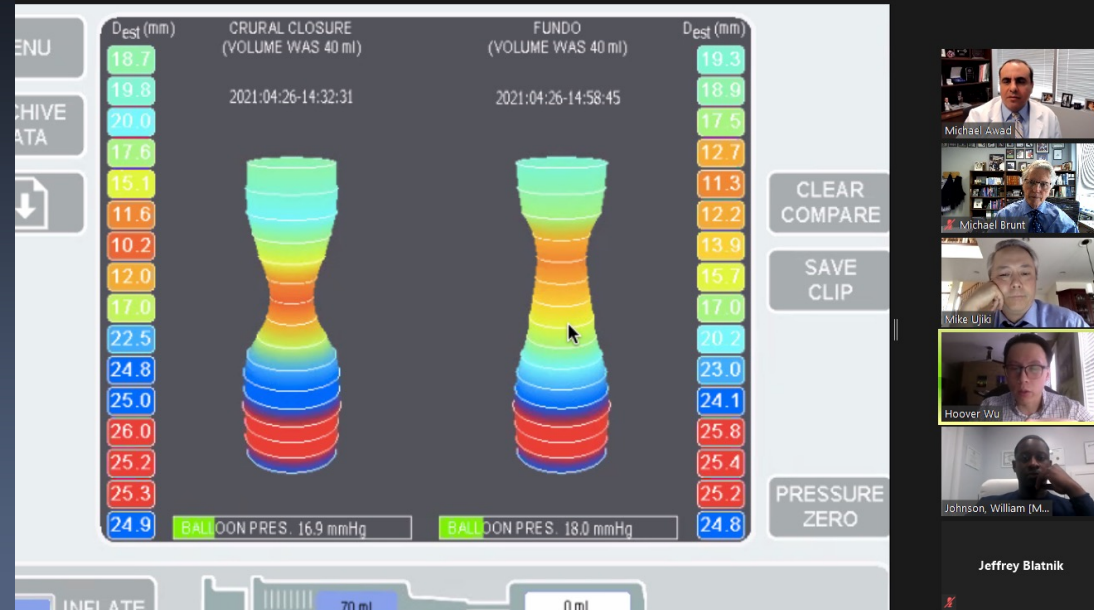 ENU
CHIVE
ATA
Dest (mm)
18.7
19.8
20.0
17.6
15.1
11.6
10.2
12.0
17.0
22.5
24.8
25.0
26.0
25.2
25.3
24.9
CRURAL CLOSURE
(VOLUME WAS 40 ml)
2021:04:26-14:32:31
BALLOON PRES. 16.9 mmHg
FUNDO
(VOLUME WAS 40 ml)
2021:04:26-14:58:45
BALLOON PRES. 18.0 mmHg
Dest (mm)
19.3
18.9
17.5
12.7
11.3
12.2
13.9
15.7
17.0
20.2
23.0
24.1
25.8
25.4
25.2
24.8
CLEAR
COMPARE
SAVE
CLIP
PRESSURE
ZERO
INFLATE
70 ml
0 ml
Michael Awad
Michael Brunt
Mike Ujiki
Hoover Wu
Johnson, William [M...
Jeffrey Blatnik